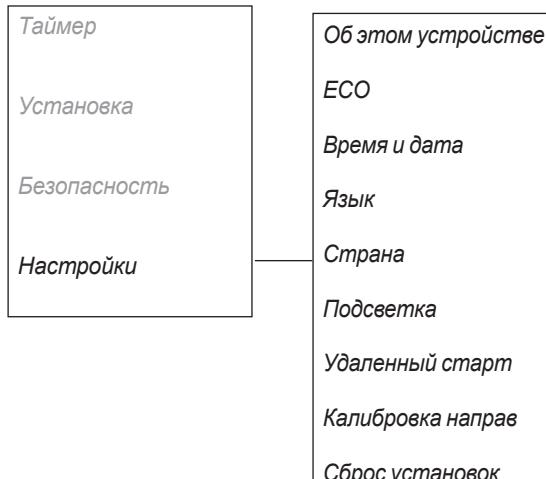 Таймер
Установка
Безопасность
Настройки
Об этом устройстве
ECO
Время и дата
Язык
Страна
Подсветка
Удаленный старт
Калибровка направ
Сброс установок